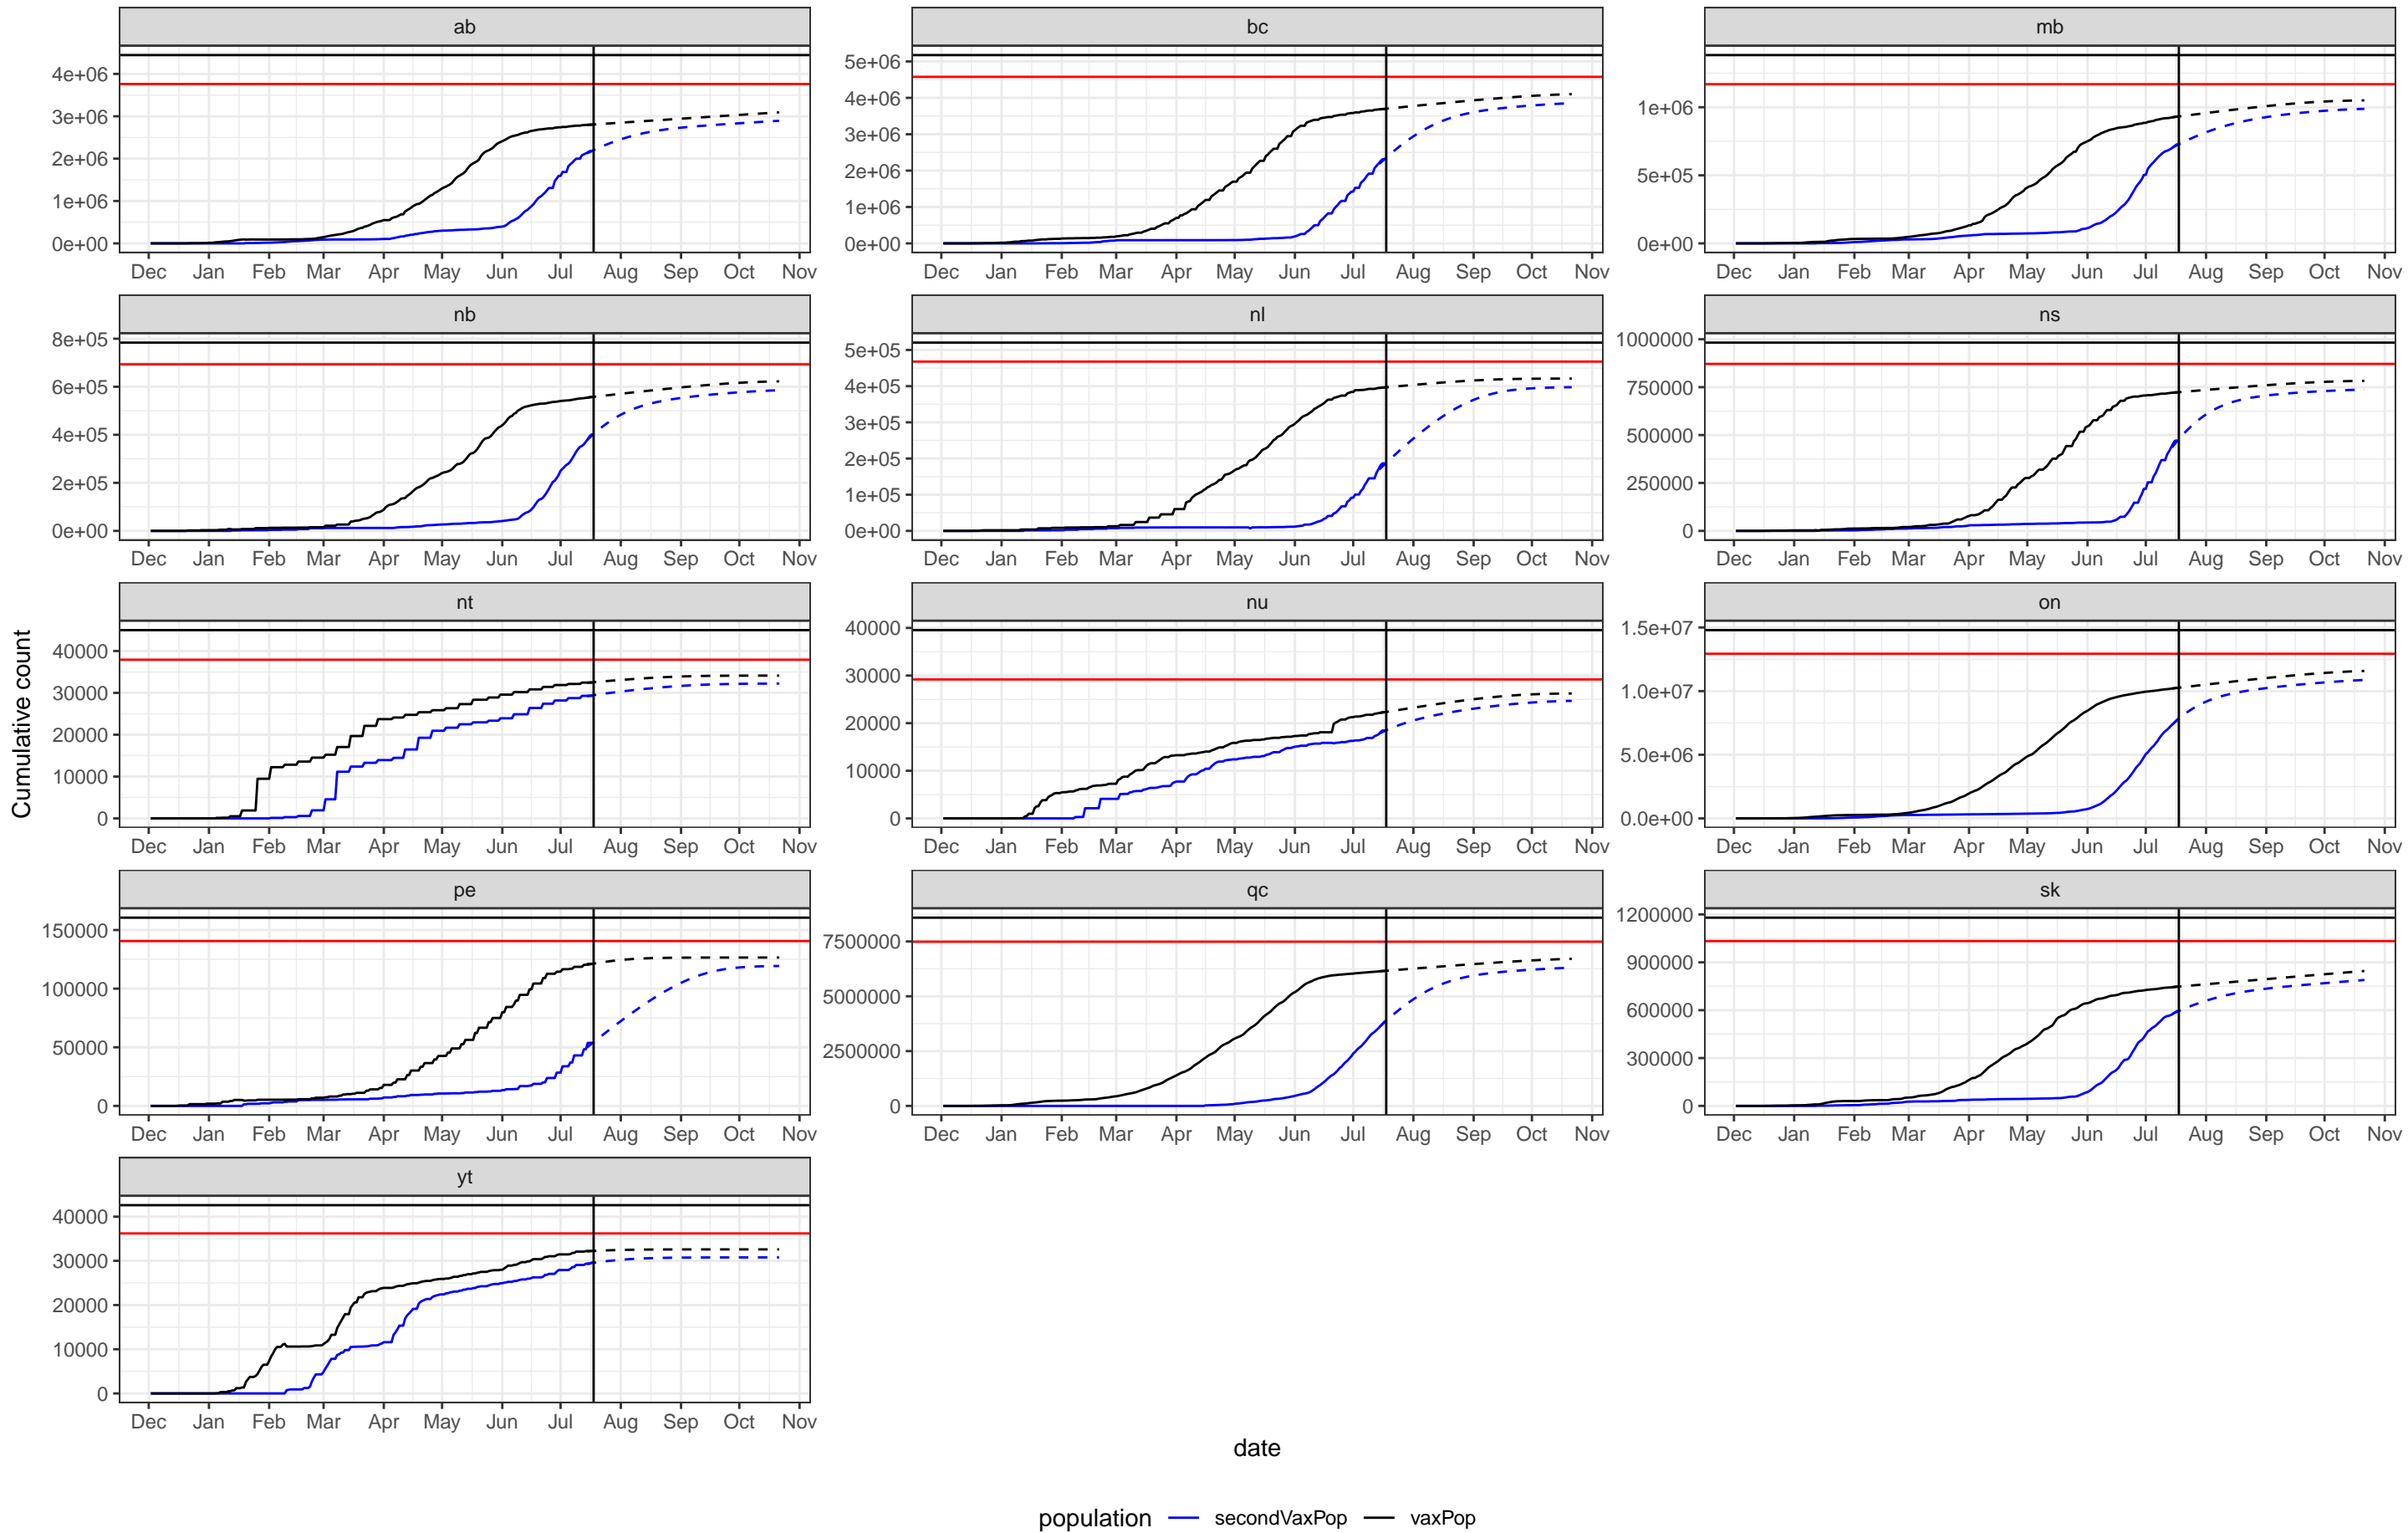 ab bc mb
4e+06
3e+06
2e+06
1e+06
0e+00
5e+06
4e+06
3e+06
2e+06
1e+06
0e+00
1e+06
5e+05
0e+00
Dec Jan Feb Mar Apr May Jun Jul Aug Sep Oct Nov
Dec Jan Feb Mar Apr May Jun Jul Aug Sep Oct Nov
Dec Jan Feb Mar Apr May Jun Jul Aug Sep Oct Nov
nb nl ns
8e+05
6e+05
4e+05
2e+05
0e+00
5e+05
4e+05
3e+05
2e+05
1e+05
0e+00
1000000
750000
500000
250000
0
Dec Jan Feb Mar Apr May Jun Jul Aug Sep Oct Nov
Dec Jan Feb Mar Apr May Jun Jul Aug Sep Oct Nov
Dec Jan Feb Mar Apr May Jun Jul Aug Sep Oct Nov
Cumulative count
nt nu on
40000
30000
20000
10000
0
40000
30000
20000
10000
0
1.5e+07
1.0e+07
5.0e+06
0.0e+00
Dec Jan Feb Mar Apr May Jun Jul Aug Sep Oct Nov
Dec Jan Feb Mar Apr May Jun Jul Aug Sep Oct Nov
Dec Jan Feb Mar Apr May Jun Jul Aug Sep Oct Nov
pe qc sk
150000
100000
50000
0
7500000
5000000
2500000
0
1200000
900000
600000
300000
0
Dec Jan Feb Mar Apr May Jun Jul Aug Sep Oct Nov
Dec Jan Feb Mar Apr May Jun Jul Aug Sep Oct Nov
Dec Jan Feb Mar Apr May Jun Jul Aug Sep Oct Nov
yt
40000
30000
20000
10000
0
Dec Jan Feb Mar Apr May Jun Jul Aug Sep Oct Nov
date
population secondVaxPop vaxPop